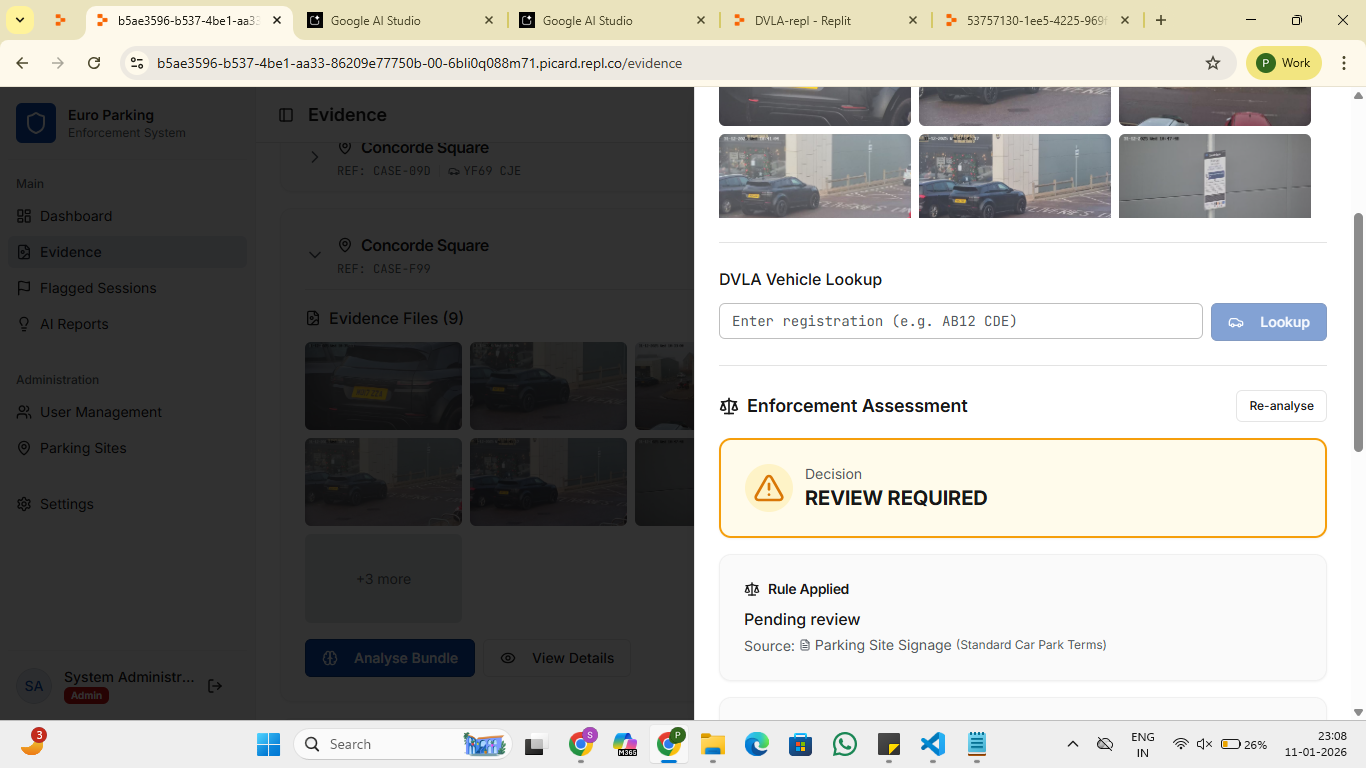 b5ae3596-b537-4be1-aa33
Google AI Studio
Google AI Studio
DVLA-repl - Replit
53757130-1ee5-4225-969f
b5ae3596-b537-4be1-aa33-86209e77750b-00-6bli0q088m71.picard.repl.co/evidence
P Work
Euro Parking
Enforcement System
Main
Dashboard
Evidence
Flagged Sessions
AI Reports
Administration
User Management
Parking Sites
Settings
SA
System Administr...
Admin
Evidence
Concorde Square
REF: CASE-09D
YF69 CJE
Concorde Square
REF: CASE-F99
Evidence Files (9)
+3 more
Analyse Bundle
View Details
DVLA Vehicle Lookup
Enter registration (e.g. AB12 CDE)
Lookup
Enforcement Assessment
Re-analyse
Decision
REVIEW REQUIRED
Rule Applied
Pending review
Source: Parking Site Signage (Standard Car Park Terms)
3
Search
S
M365
P
ENG
IN
26%
23:08
11-01-2026